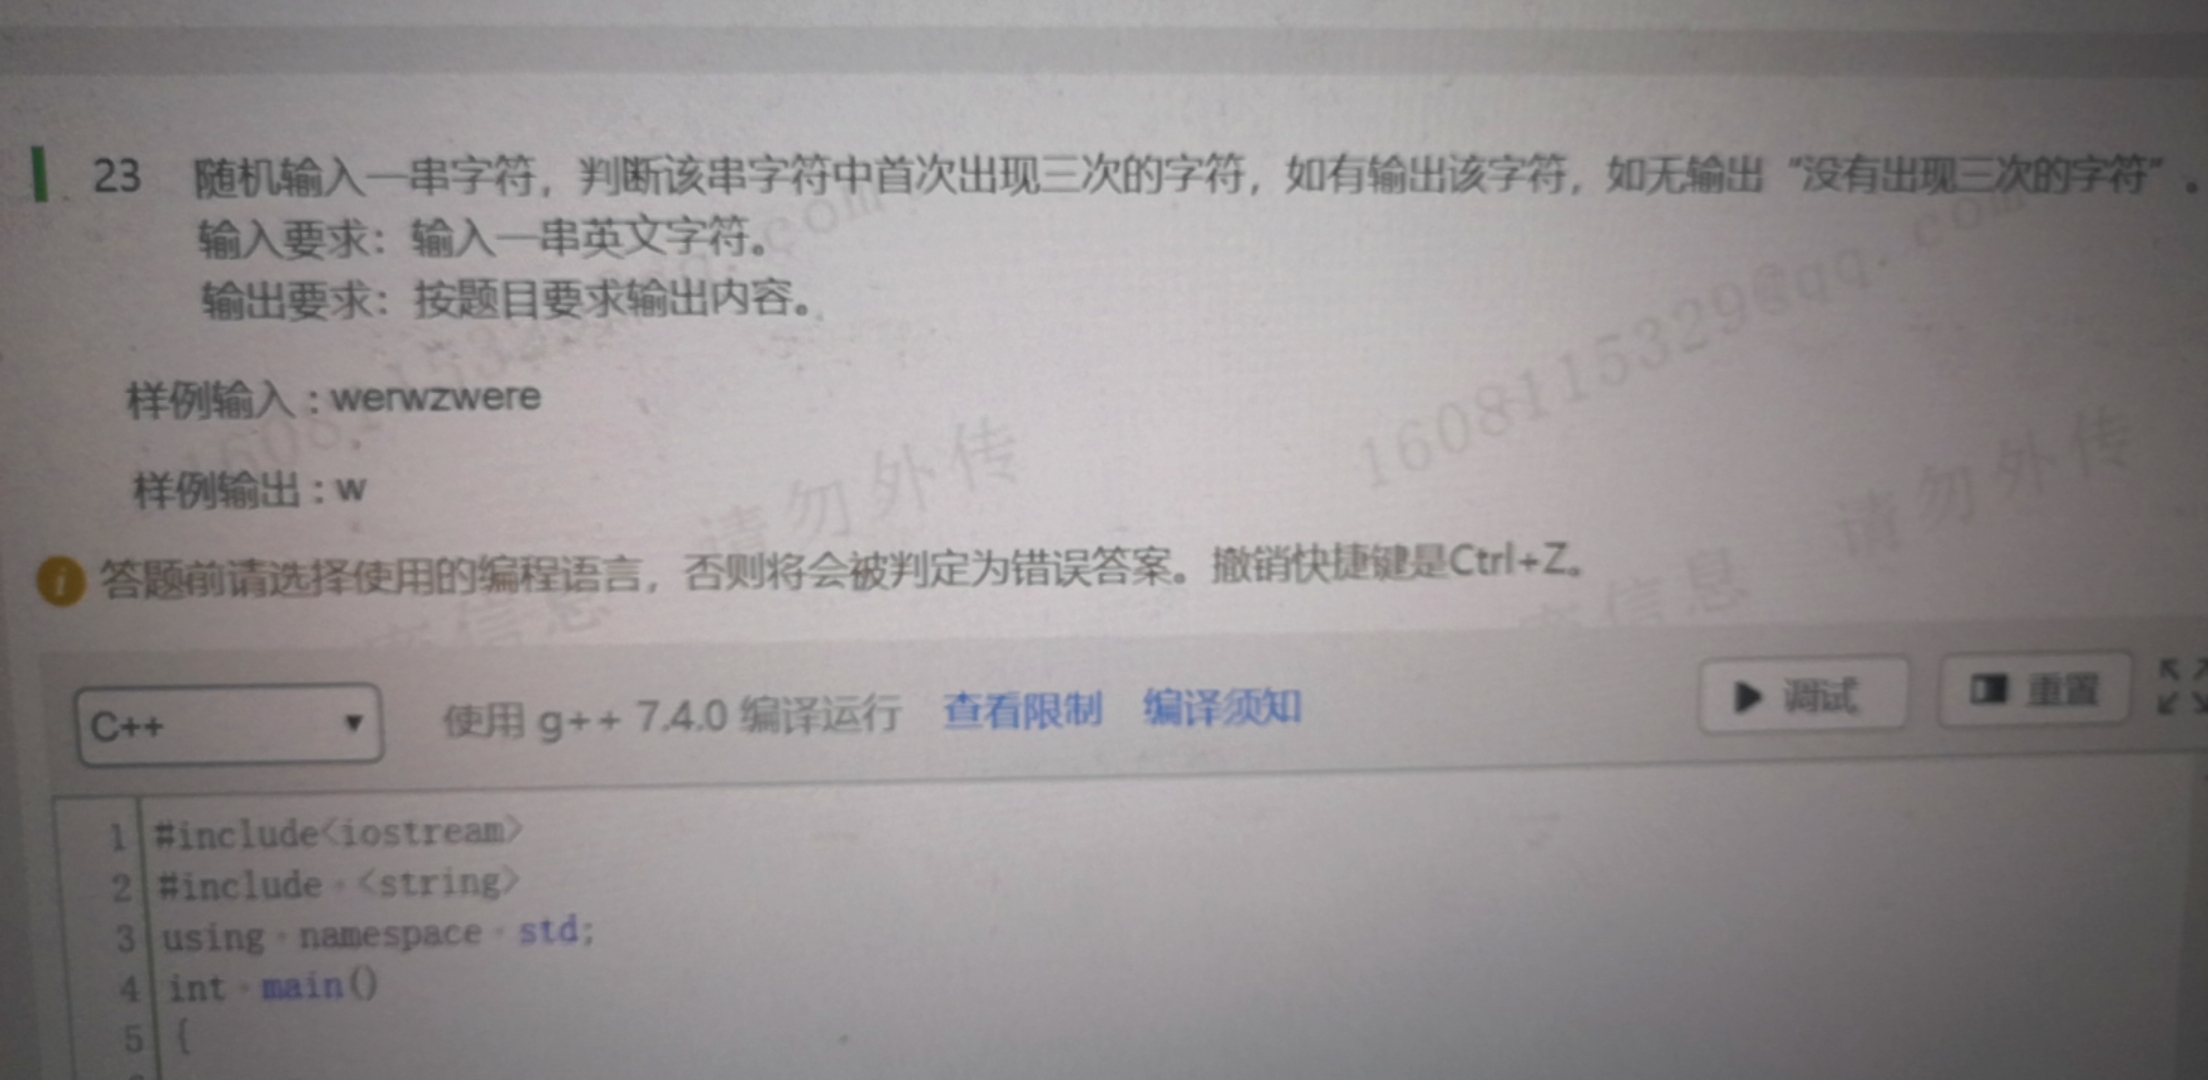 23 随机输入一串字符，判断该串字符中首次出现三次的字符，如有输出该字符，如无输出“没有出现三次的字符”。
输入要求：输入一串英文字符。
输出要求：按题目要求输出内容。
样例输入：werwzwere
样例输出：w
答题前请选择使用的编程语言，否则将会被判定为错误答案。撤销快捷键是Ctrl+Z。
C++ 使用 g++ 7.4.0 编译运行 查看限制 编译须知 调试 重置
1 #include<iostream>
2 #include <string>
3 using namespace std;
4 int main()
5 {
1608115329@qq.com
请勿外传
请勿外传
信息
信息